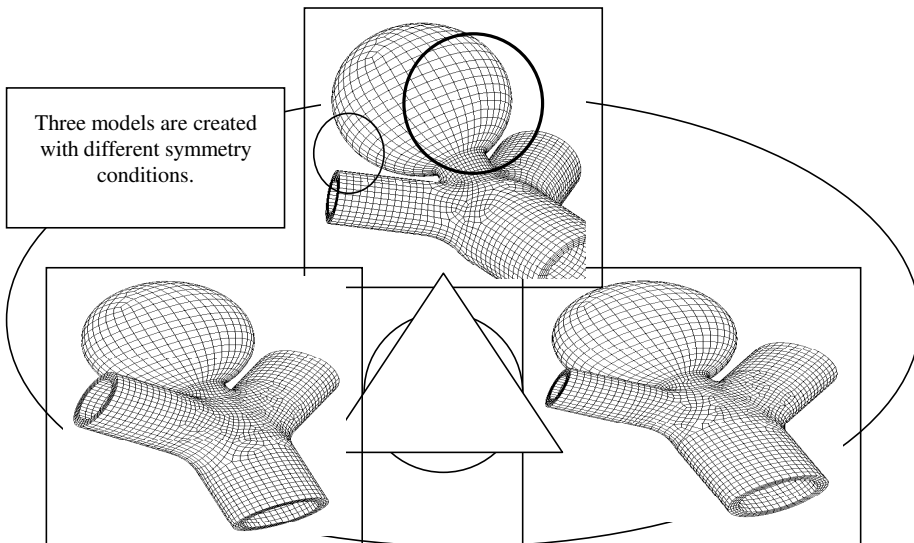 Three models are created
with different symmetry
conditions.